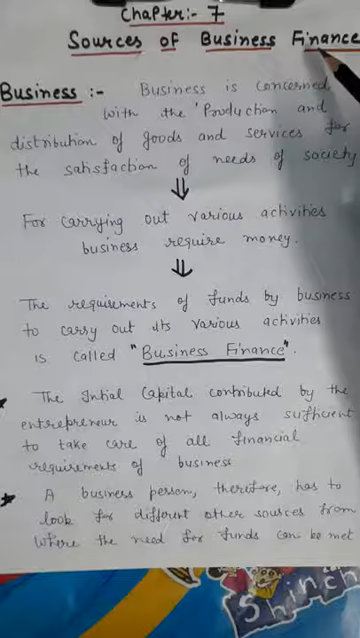 Chapter:- 7
Sources of Business Finance
Business :- Business is concerned
with the Production and
distribution of goods and services for
the satisfaction of needs of society
For carrying out various activities
business require money.
The requirements of funds by business
to carry out its various activities
is called "Business Finance".
The Intial Capital contributed by the
entrepreneur is not always sufficient
to take care of all financial
requirements of business
A business person, therefore, has to
look for different other sources from
where the need for funds can be met
Shinch